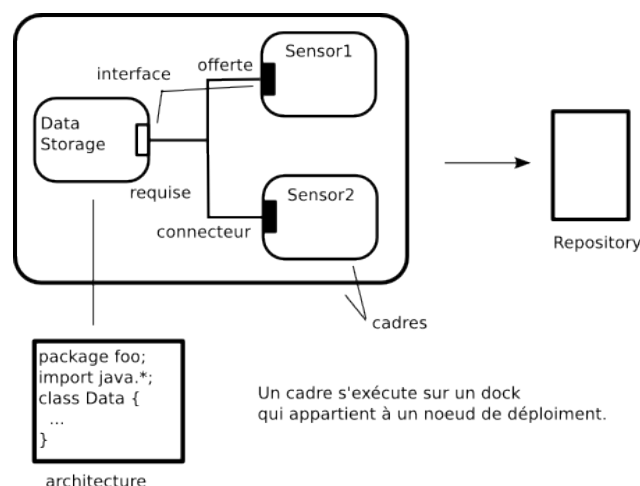 offerte
Sensor1
interface
Data
Storage
requise
Sensor2
connecteur
Repository
cadres
package foo;
import java.*;
class Data {
...
}
Un cadre s'exécute sur un dock
qui appartient à un noeud de déploiment.
architecture